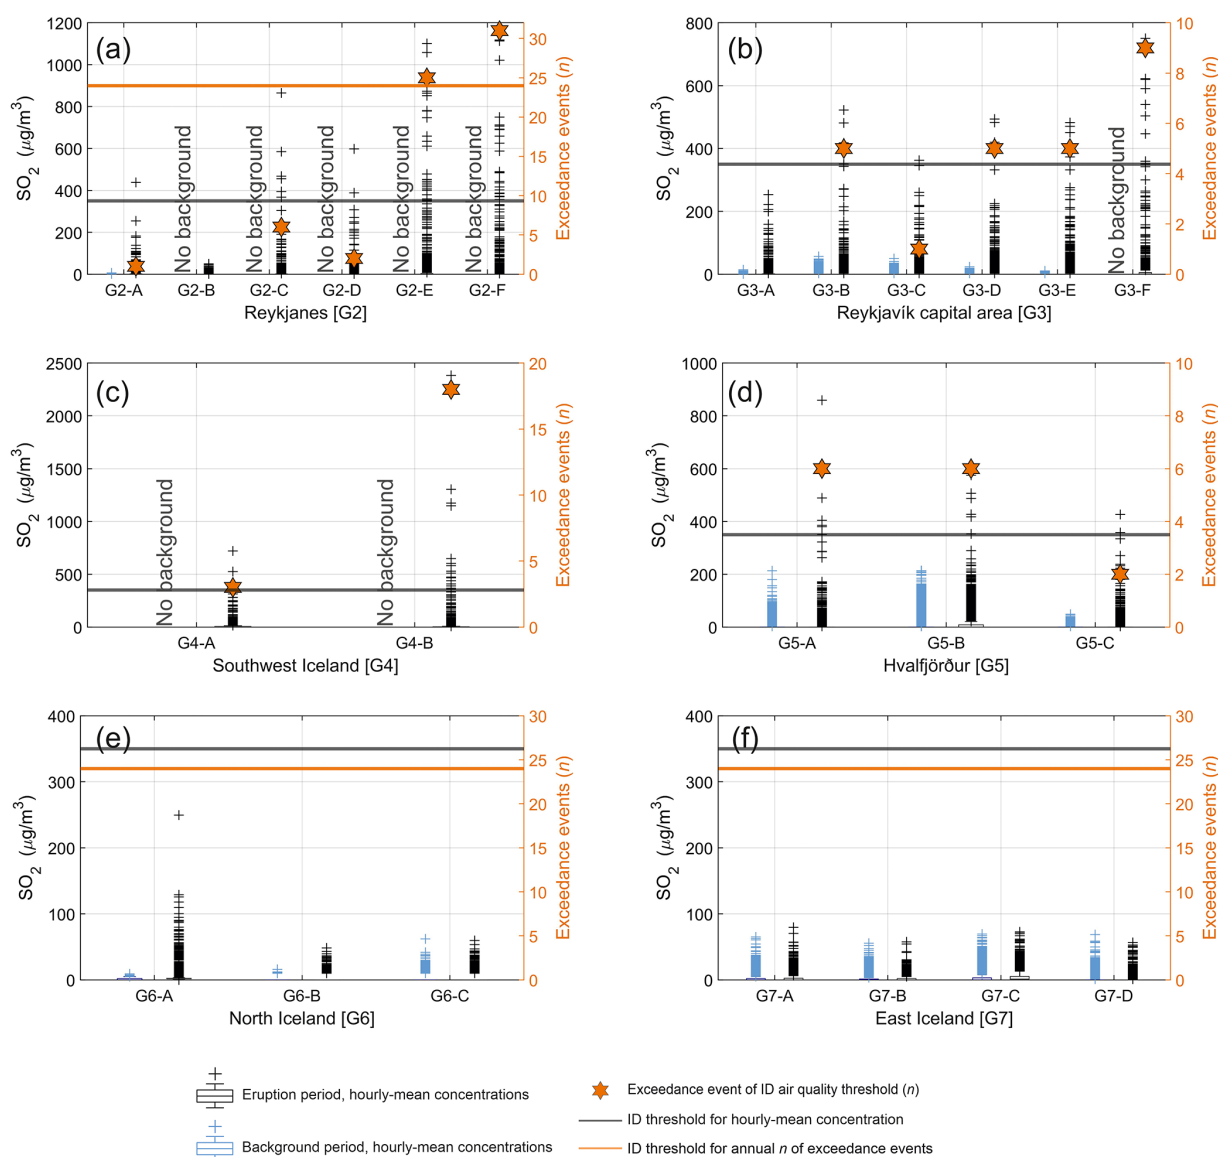 (a)
SO2 (μg/m3)
1200
1000
800
600
400
200
0
No background
No background
No background
No background
No background
30
25
20
15
10
5
0
Exceedance events (n)
G2-A G2-B G2-C G2-D G2-E G2-F
Reykjanes [G2]
(b)
SO2 (μg/m3)
800
600
400
200
0
No background
10
8
6
4
2
0
Exceedance events (n)
G3-A G3-B G3-C G3-D G3-E G3-F
Reykjavík capital area [G3]
(c)
SO2 (μg/m3)
2500
2000
1500
1000
500
0
No background
No background
20
15
10
5
0
Exceedance events (n)
G4-A G4-B
Southwest Iceland [G4]
(d)
SO2 (μg/m3)
1000
800
600
400
200
0
10
8
6
4
2
0
Exceedance events (n)
G5-A G5-B G5-C
Hvalfjörður [G5]
(e)
SO2 (μg/m3)
400
300
200
100
0
30
25
20
15
10
5
0
Exceedance events (n)
G6-A G6-B G6-C
North Iceland [G6]
(f)
SO2 (μg/m3)
400
300
200
100
0
30
25
20
15
10
5
0
Exceedance events (n)
G7-A G7-B G7-C G7-D
East Iceland [G7]
Eruption period, hourly-mean concentrations
Background period, hourly-mean concentrations
Exceedance event of ID air quality threshold (n)
ID threshold for hourly-mean concentration
ID threshold for annual n of exceedance events